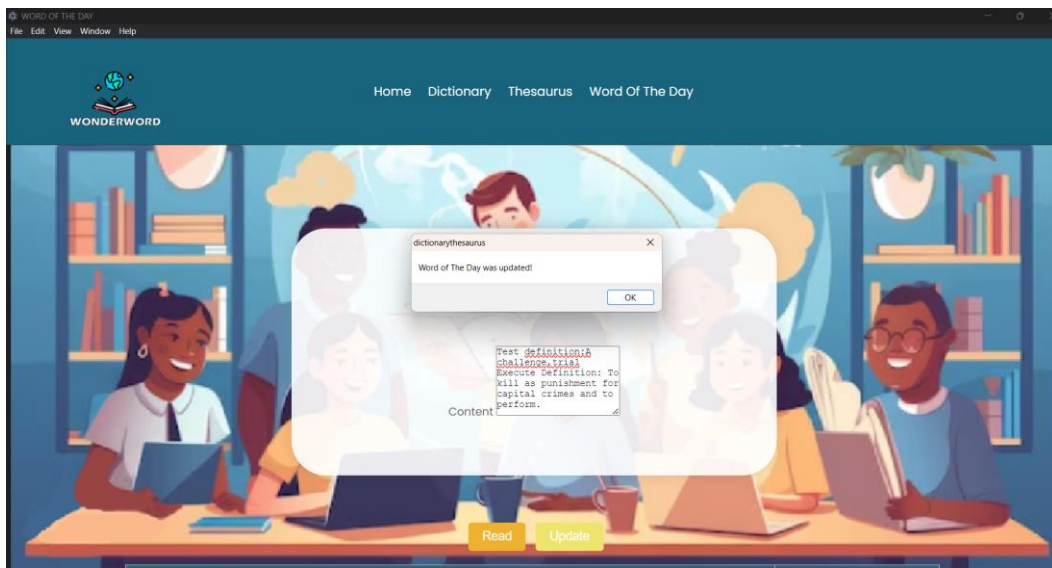 WORD OF THE DAY
File Edit View Window Help
Home Dictionary Thesaurus Word Of The Day
WONDERWORD
dictionarythesaurus
Word of The Day was updated!
OK
Test definition:A
challenge,trial
Execute Definition: To
kill as punishment for
capital crimes and to
perform.
Content
Read Update